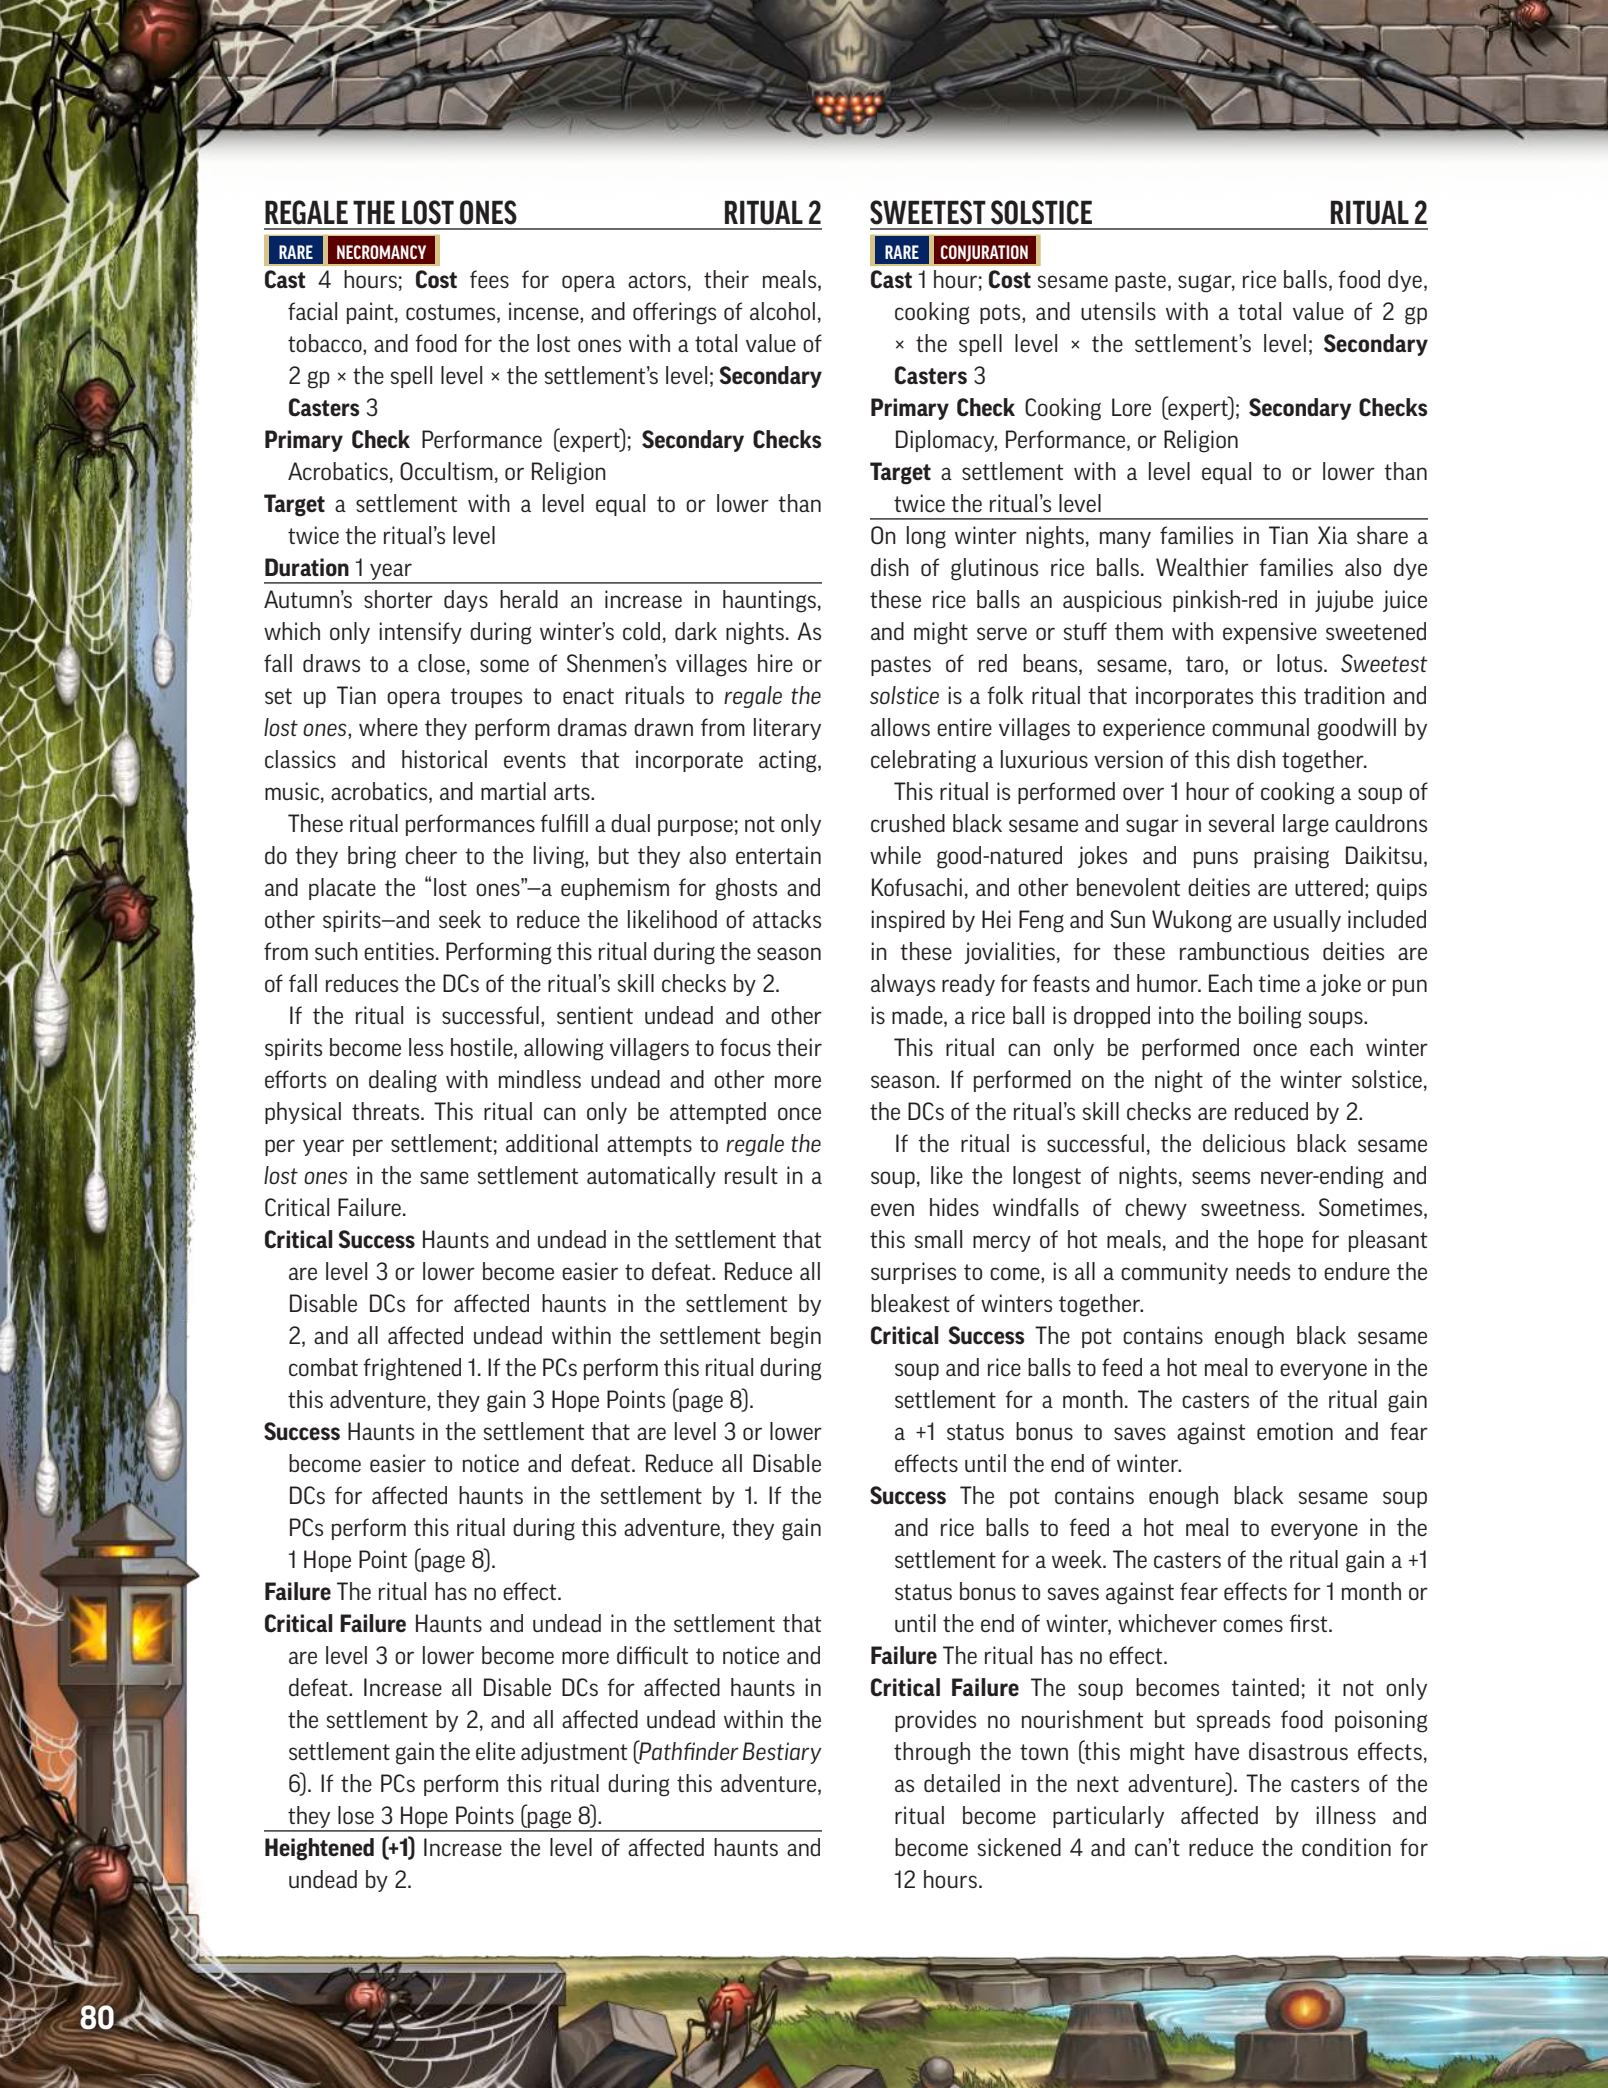 REGALE THE LOST ONES RITUAL 2
RARE NECROMANCY
Cast 4 hours; Cost fees for opera actors, their meals,
facial paint, costumes, incense, and offerings of alcohol,
tobacco, and food for the lost ones with a total value of
2 gp × the spell level × the settlement's level; Secondary
Casters 3
Primary Check Performance (expert); Secondary Checks
Acrobatics, Occultism, or Religion
Target a settlement with a level equal to or lower than
twice the ritual's level
Duration 1 year
Autumn's shorter days herald an increase in hauntings,
which only intensify during winter's cold, dark nights. As
fall draws to a close, some of Shenmen's villages hire or
set up Tian opera troupes to enact rituals to regale the
lost ones, where they perform dramas drawn from literary
classics and historical events that incorporate acting,
music, acrobatics, and martial arts.
These ritual performances fulfill a dual purpose; not only
do they bring cheer to the living, but they also entertain
and placate the “lost ones”—a euphemism for ghosts and
other spirits—and seek to reduce the likelihood of attacks
from such entities. Performing this ritual during the season
of fall reduces the DCs of the ritual's skill checks by 2.
If the ritual is successful, sentient undead and other
spirits become less hostile, allowing villagers to focus their
efforts on dealing with mindless undead and other more
physical threats. This ritual can only be attempted once
per year per settlement; additional attempts to regale the
lost ones in the same settlement automatically result in a
Critical Failure.
Critical Success Haunts and undead in the settlement that
are level 3 or lower become easier to defeat. Reduce all
Disable DCs for affected haunts in the settlement by
2, and all affected undead within the settlement begin
combat frightened 1. If the PCs perform this ritual during
this adventure, they gain 3 Hope Points (page 8).
Success Haunts in the settlement that are level 3 or lower
become easier to notice and defeat. Reduce all Disable
DCs for affected haunts in the settlement by 1. If the
PCs perform this ritual during this adventure, they gain
1 Hope Point (page 8).
Failure The ritual has no effect.
Critical Failure Haunts and undead in the settlement that
are level 3 or lower become more difficult to notice and
defeat. Increase all Disable DCs for affected haunts in
the settlement by 2, and all affected undead within the
settlement gain the elite adjustment (Pathfinder Bestiary
6). If the PCs perform this ritual during this adventure,
they lose 3 Hope Points (page 8).
Heightened (+1) Increase the level of affected haunts and
undead by 2.
SWEETEST SOLSTICE RITUAL 2
RARE CONJURATION
Cast 1 hour; Cost sesame paste, sugar, rice balls, food dye,
cooking pots, and utensils with a total value of 2 gp
× the spell level × the settlement's level; Secondary
Casters 3
Primary Check Cooking Lore (expert); Secondary Checks
Diplomacy, Performance, or Religion
Target a settlement with a level equal to or lower than
twice the ritual's level
On long winter nights, many families in Tian Xia share a
dish of glutinous rice balls. Wealthier families also dye
these rice balls an auspicious pinkish-red in jujube juice
and might serve or stuff them with expensive sweetened
pastes of red beans, sesame, taro, or lotus. Sweetest
solstice is a folk ritual that incorporates this tradition and
allows entire villages to experience communal goodwill by
celebrating a luxurious version of this dish together.
This ritual is performed over 1 hour of cooking a soup of
crushed black sesame and sugar in several large cauldrons
while good-natured jokes and puns praising Daikitsu,
Kofusachi, and other benevolent deities are uttered; quips
inspired by Hei Feng and Sun Wukong are usually included
in these jovialities, for these rambunctious deities are
always ready for feasts and humor. Each time a joke or pun
is made, a rice ball is dropped into the boiling soups.
This ritual can only be performed once each winter
season. If performed on the night of the winter solstice,
the DCs of the ritual's skill checks are reduced by 2.
If the ritual is successful, the delicious black sesame
soup, like the longest of nights, seems never-ending and
even hides windfalls of chewy sweetness. Sometimes,
this small mercy of hot meals, and the hope for pleasant
surprises to come, is all a community needs to endure the
bleakest of winters together.
Critical Success The pot contains enough black sesame
soup and rice balls to feed a hot meal to everyone in the
settlement for a month. The casters of the ritual gain
a +1 status bonus to saves against emotion and fear
effects until the end of winter.
Success The pot contains enough black sesame soup
and rice balls to feed a hot meal to everyone in the
settlement for a week. The casters of the ritual gain a +1
status bonus to saves against fear effects for 1 month or
until the end of winter, whichever comes first.
Failure The ritual has no effect.
Critical Failure The soup becomes tainted; it not only
provides no nourishment but spreads food poisoning
through the town (this might have disastrous effects,
as detailed in the next adventure). The casters of the
ritual become particularly affected by illness and
become sickened 4 and can't reduce the condition for
12 hours.
80